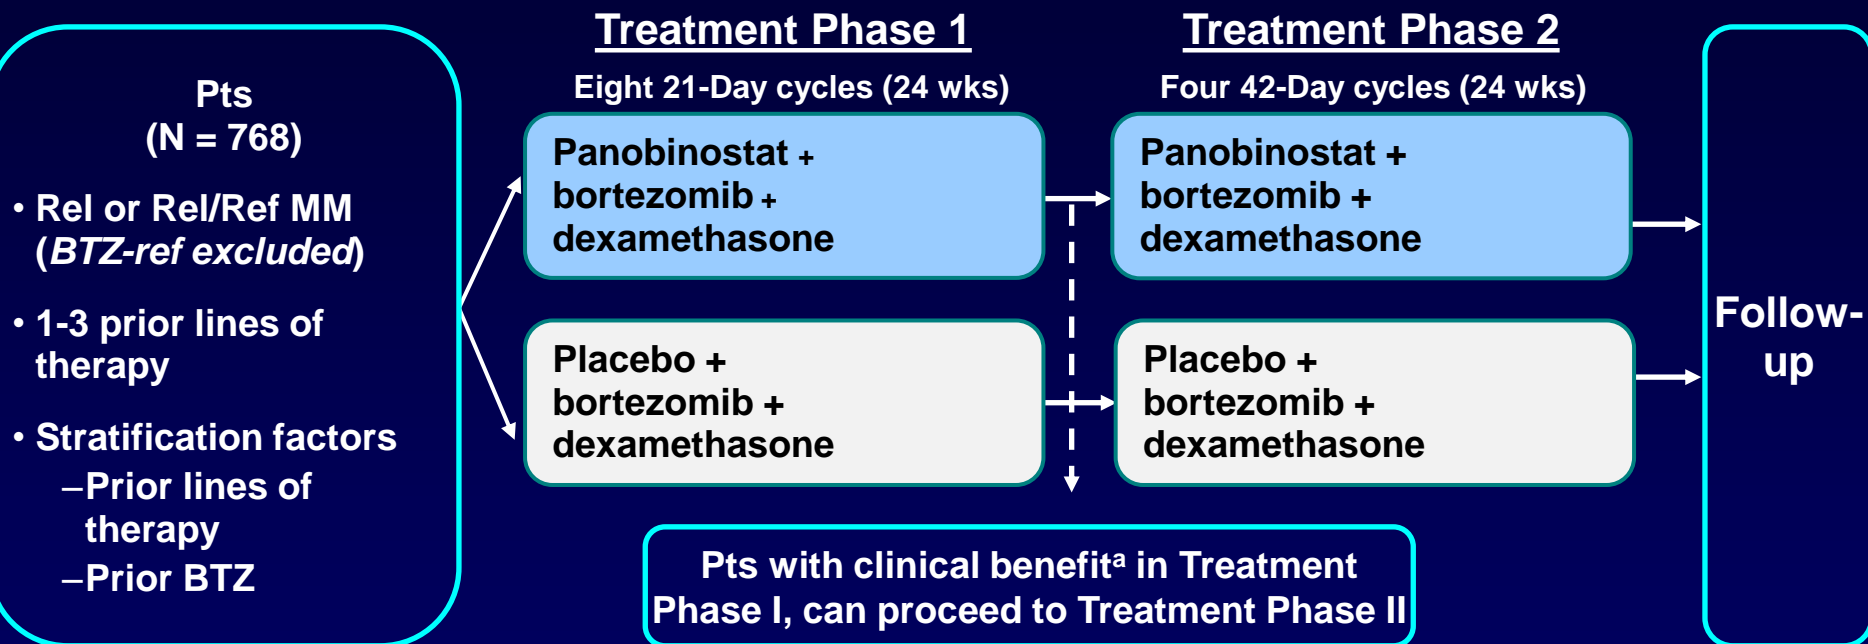 Pts
(N = 768)
• Rel or Rel/Ref MM
(BTZ-ref excluded)
• 1-3 prior lines of
therapy
• Stratification factors
–Prior lines of
therapy
–Prior BTZ
Treatment Phase 1
Eight 21-Day cycles (24 wks)
Panobinostat +
bortezomib +
dexamethasone
Placebo +
bortezomib +
dexamethasone
Treatment Phase 2
Four 42-Day cycles (24 wks)
Panobinostat +
bortezomib +
dexamethasone
Placebo +
bortezomib +
dexamethasone
Pts with clinical benefitᵃ in Treatment
Phase I, can proceed to Treatment Phase II
Follow-
up